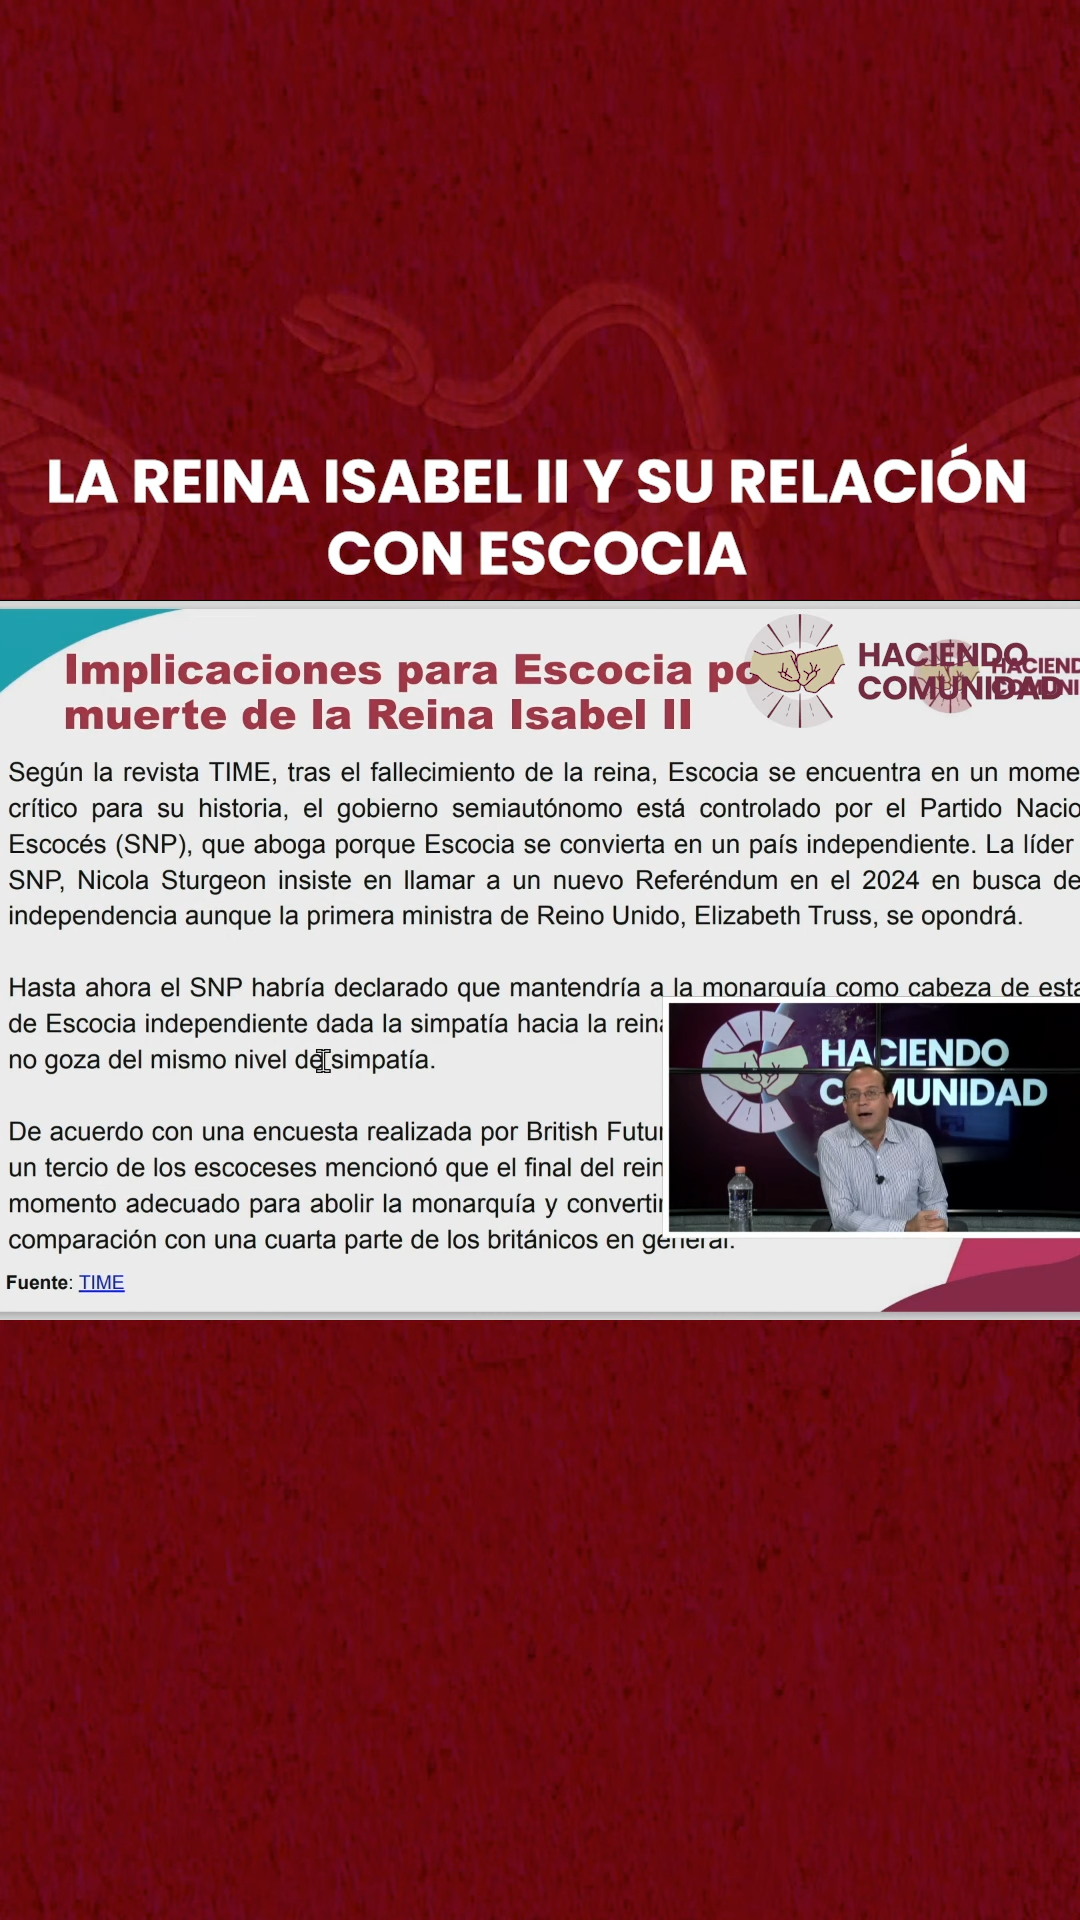 LA REINA ISABEL II Y SU RELACIÓN
CON ESCOCIA
Implicaciones para Escocia po
muerte de la Reina Isabel II
HACIENDO
COMUNIDAD
HACIEND
Según la revista TIME, tras el fallecimiento de la reina, Escocia se encuentra en un mome
crítico para su historia, el gobierno semiautónomo está controlado por el Partido Nacio
Escocés (SNP), que aboga porque Escocia se convierta en un país independiente. La líder
SNP, Nicola Sturgeon insiste en llamar a un nuevo Referéndum en el 2024 en busca de
independencia aunque la primera ministra de Reino Unido, Elizabeth Truss, se opondrá.
Hasta ahora el SNP habría declarado que mantendría a la monarquía como cabeza de esta
de Escocia independiente dada la simpatía hacia la reina
no goza del mismo nivel de simpatía.
De acuerdo con una encuesta realizada por British Futur
un tercio de los escoceses mencionó que el final del rein
momento adecuado para abolir la monarquía y convertir
comparación con una cuarta parte de los británicos en general.
Fuente: TIME
HACIENDO
COMUNIDAD